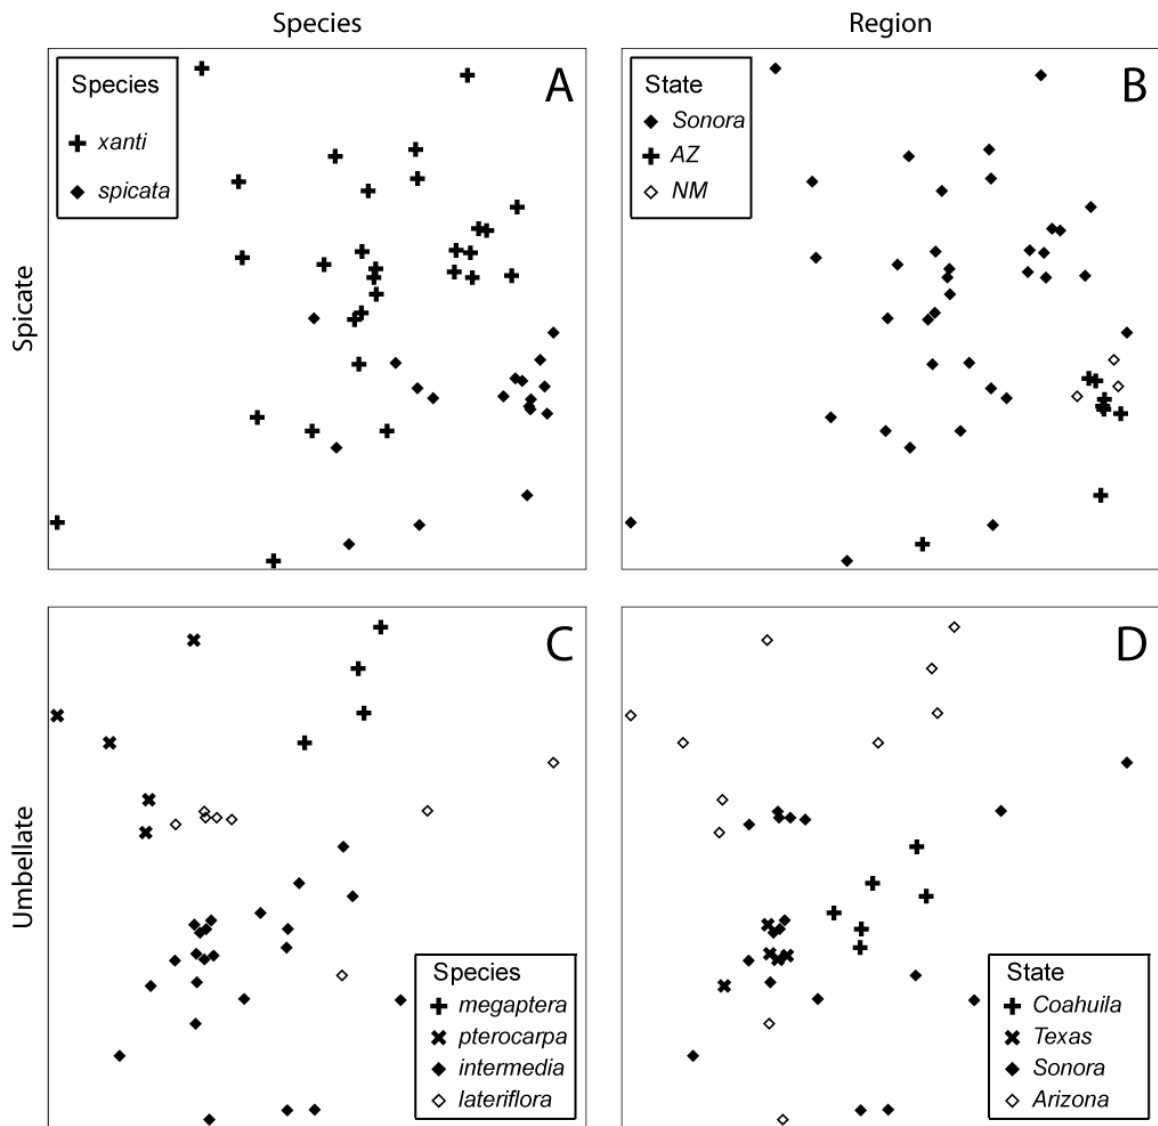 Species
Region
Spicate
Species
xanti
spicata
A
State
Sonora
AZ
NM
B
Umbellate
C
Species
megaptera
pterocarpa
intermedia
lateriflora
D
State
Coahuila
Texas
Sonora
Arizona